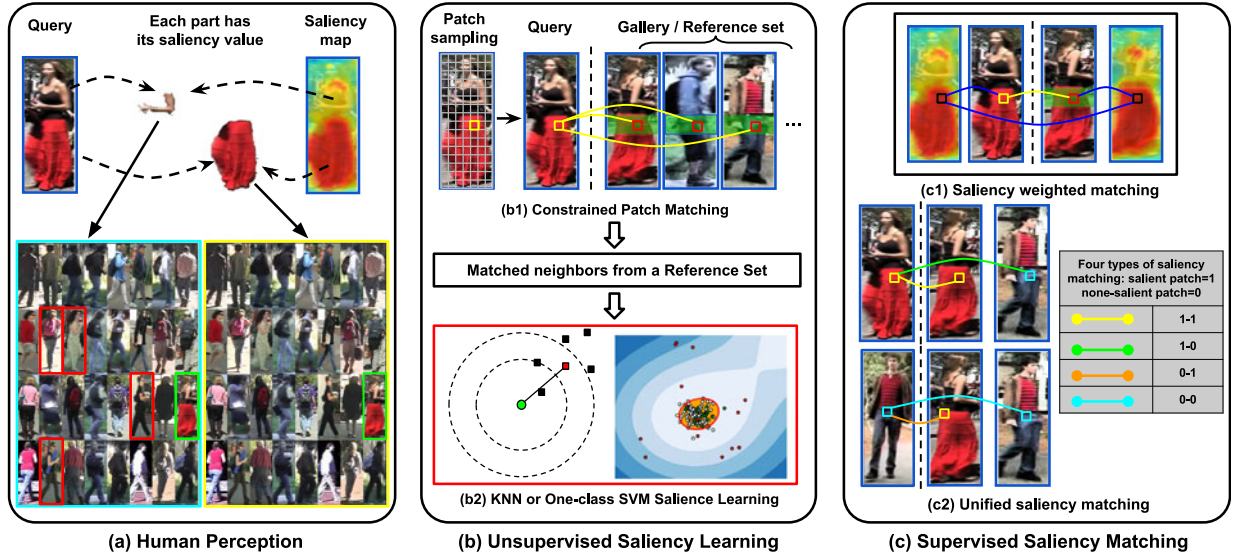 Query
Each part has
its saliency value
Saliency
map
(a) Human Perception
Patch
sampling
Query
Gallery / Reference set
...
(b1) Constrained Patch Matching
Matched neighbors from a Reference Set
(b2) KNN or One-class SVM Salience Learning
(b) Unsupervised Saliency Learning
(c1) Saliency weighted matching
Four types of saliency
matching: salient patch=1
none-salient patch=0
1-1
1-0
0-1
0-0
(c2) Unified saliency matching
(c) Supervised Saliency Matching